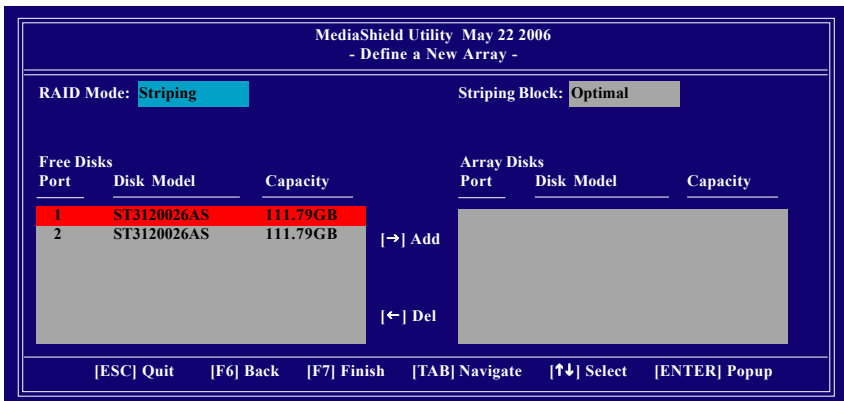 MediaShield Utility May 22 2006
- Define a New Array -
RAID Mode: Striping
Striping Block: Optimal
Free Disks
Port Disk Model Capacity
1 ST3120026AS 111.79GB
2 ST3120026AS 111.79GB
[→] Add
[←] Del
Array Disks
Port Disk Model Capacity
[ESC] Quit [F6] Back [F7] Finish [TAB] Navigate [↑↓] Select [ENTER] Popup